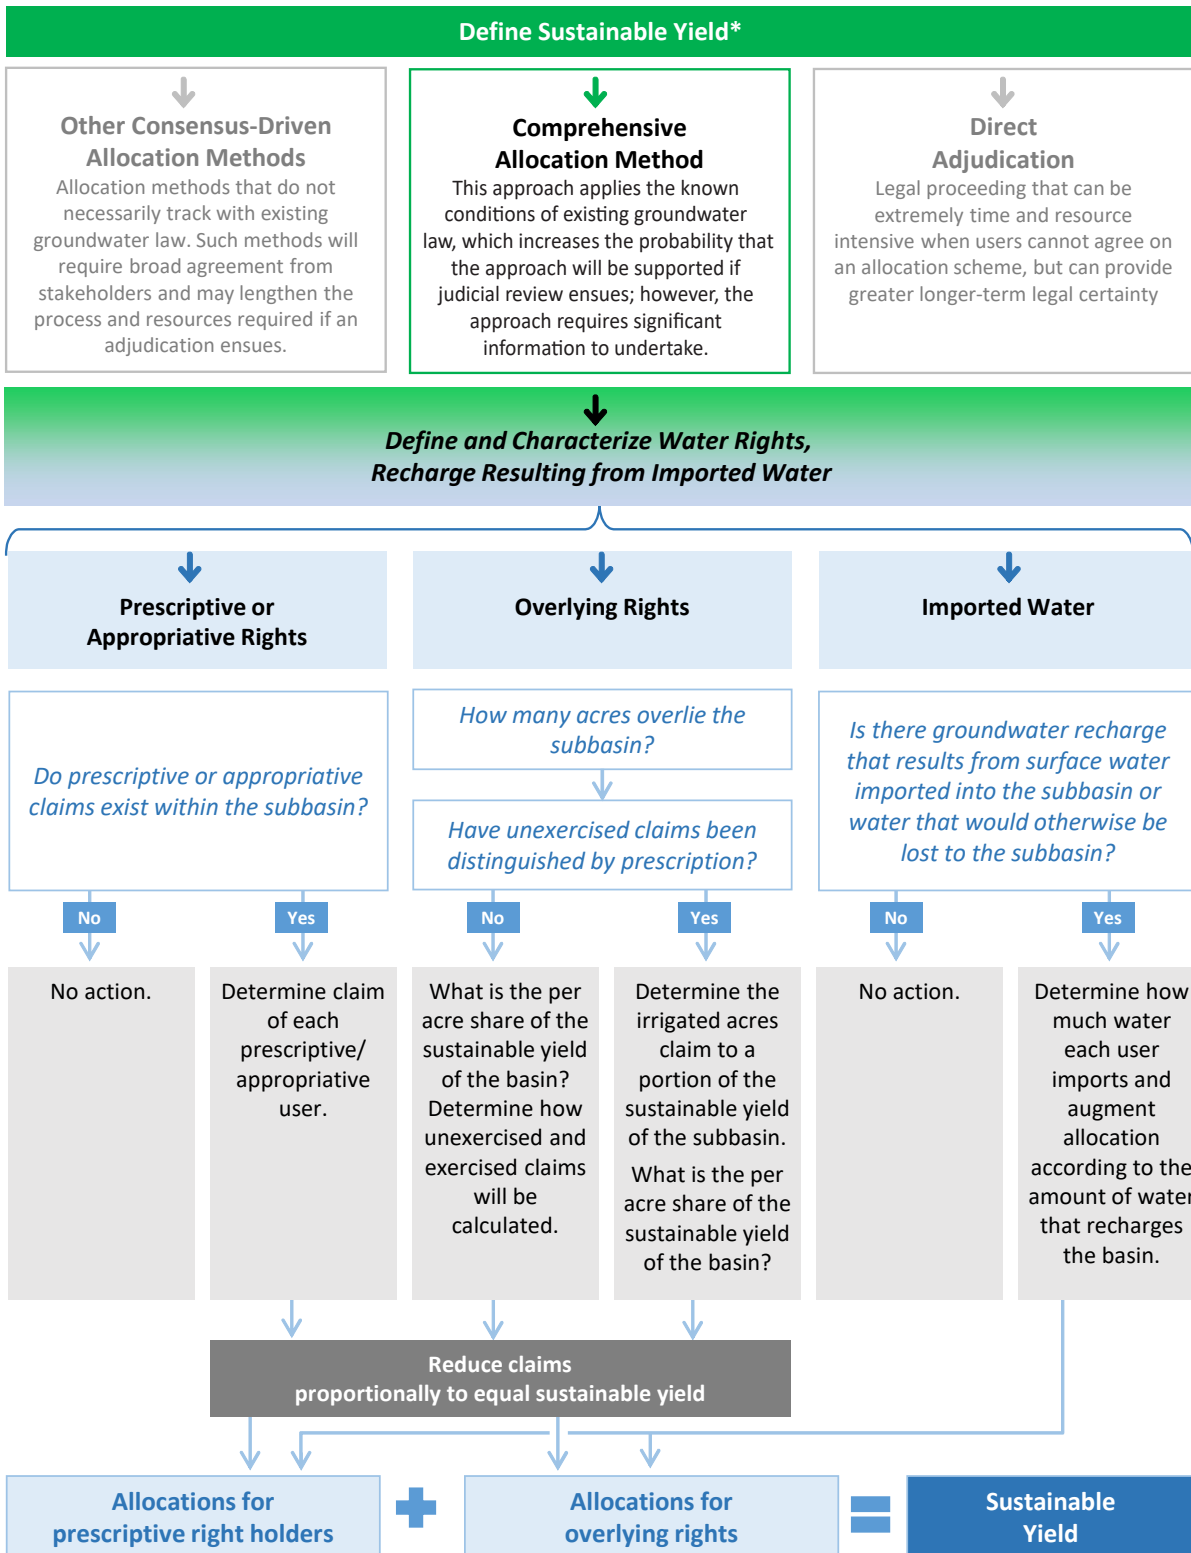 Define Sustainable Yield*
Other Consensus-Driven
Allocation Methods
Allocation methods that do not
necessarily track with existing
groundwater law. Such methods will
require broad agreement from
stakeholders and may lengthen the
process and resources required if an
adjudication ensues.
Comprehensive
Allocation Method
This approach applies the known
conditions of existing groundwater
law, which increases the probability that
the approach will be supported if
judicial review ensues; however, the
approach requires significant
information to undertake.
Direct
Adjudication
Legal proceeding that can be
extremely time and resource
intensive when users cannot agree on
an allocation scheme, but can provide
greater longer-term legal certainty
Define and Characterize Water Rights,
Recharge Resulting from Imported Water
Prescriptive or
Appropriative Rights
Overlying Rights
Imported Water
Do prescriptive or appropriative
claims exist within the subbasin?
How many acres overlie the
subbasin?
Have unexercised claims been
distinguished by prescription?
Is there groundwater recharge
that results from surface water
imported into the subbasin or
water that would otherwise be
lost to the subbasin?
No
Yes
No
Yes
No
Yes
No action.
Determine claim
of each
prescriptive/
appropriative
user.
What is the per
acre share of the
sustainable yield
of the basin?
Determine how
unexercised and
exercised claims
will be
calculated.
Determine the
irrigated acres
claim to a
portion of the
sustainable yield
of the subbasin.
What is the per
acre share of the
sustainable yield
of the basin?
No action.
Determine how
much water
each user
imports and
augment
allocation
according to the
amount of water
that recharges
the basin.
Reduce claims
proportionally to equal sustainable yield
Allocations for
prescriptive right holders
Allocations for
overlying rights
Sustainable
Yield